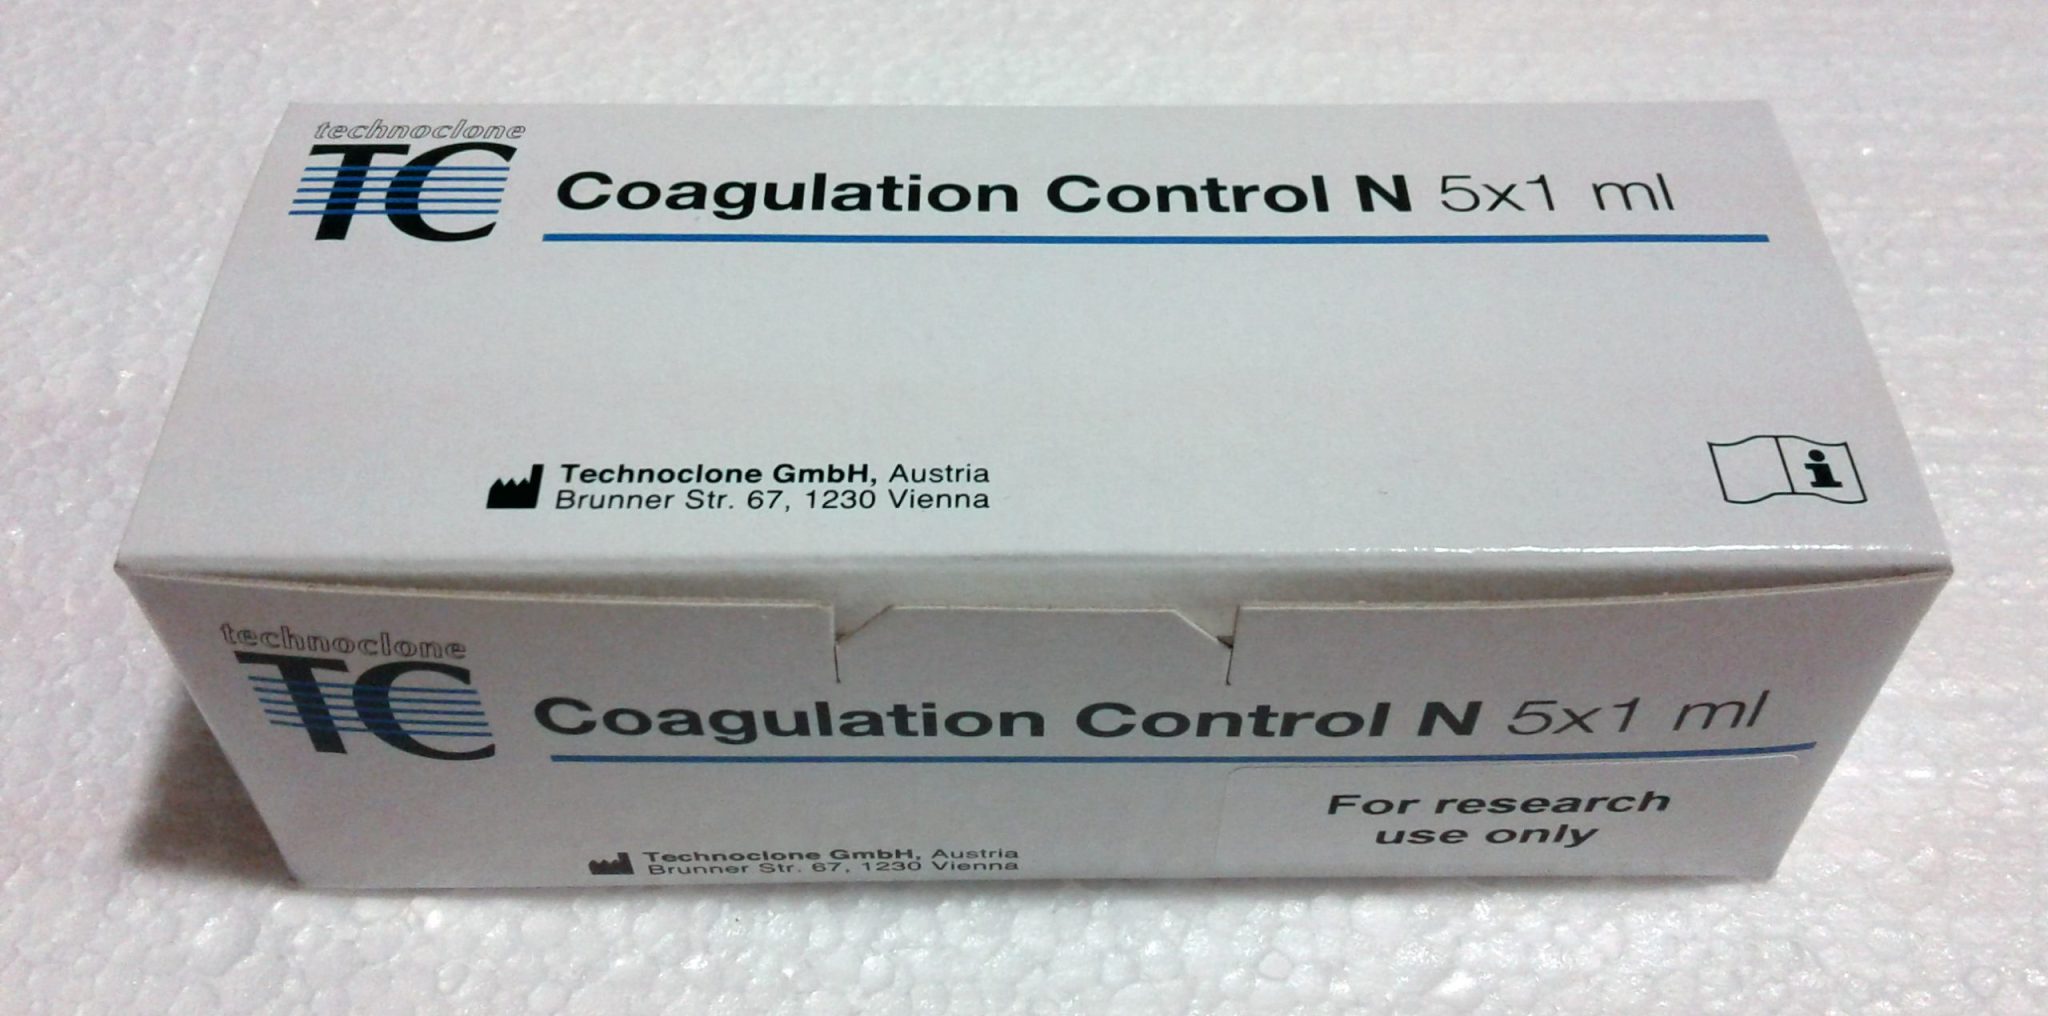 technoclone
TC
Coagulation Control N 5x1 ml
Technoclone GmbH, Austria
Brunner Str. 67, 1230 Vienna
i
technoclone
TC
Coagulation Control N 5x1 ml
For research
use only
Technoclone GmbH, Austria
Brunner Str. 67, 1230 Vienna